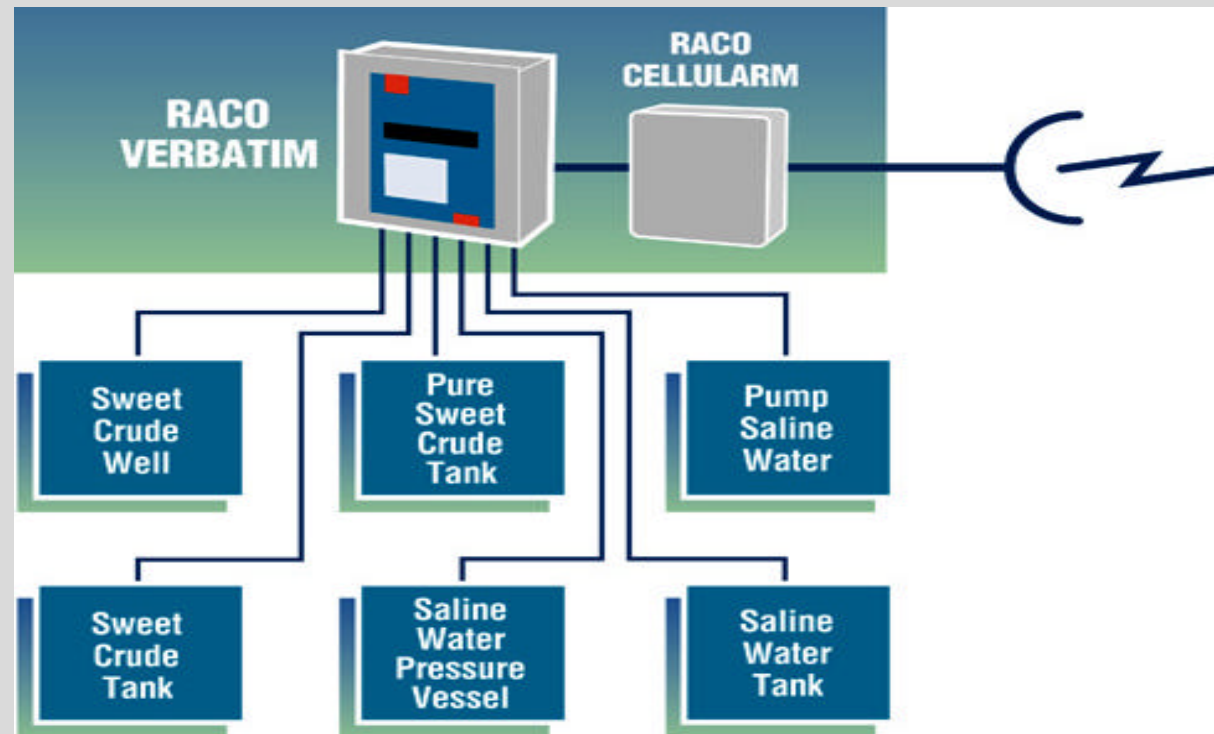 RACO
VERBATIM
RACO
CELLULARM
Sweet
Crude
Well
Pure
Sweet
Crude
Tank
Pump
Saline
Water
Sweet
Crude
Tank
Saline
Water
Pressure
Vessel
Saline
Water
Tank